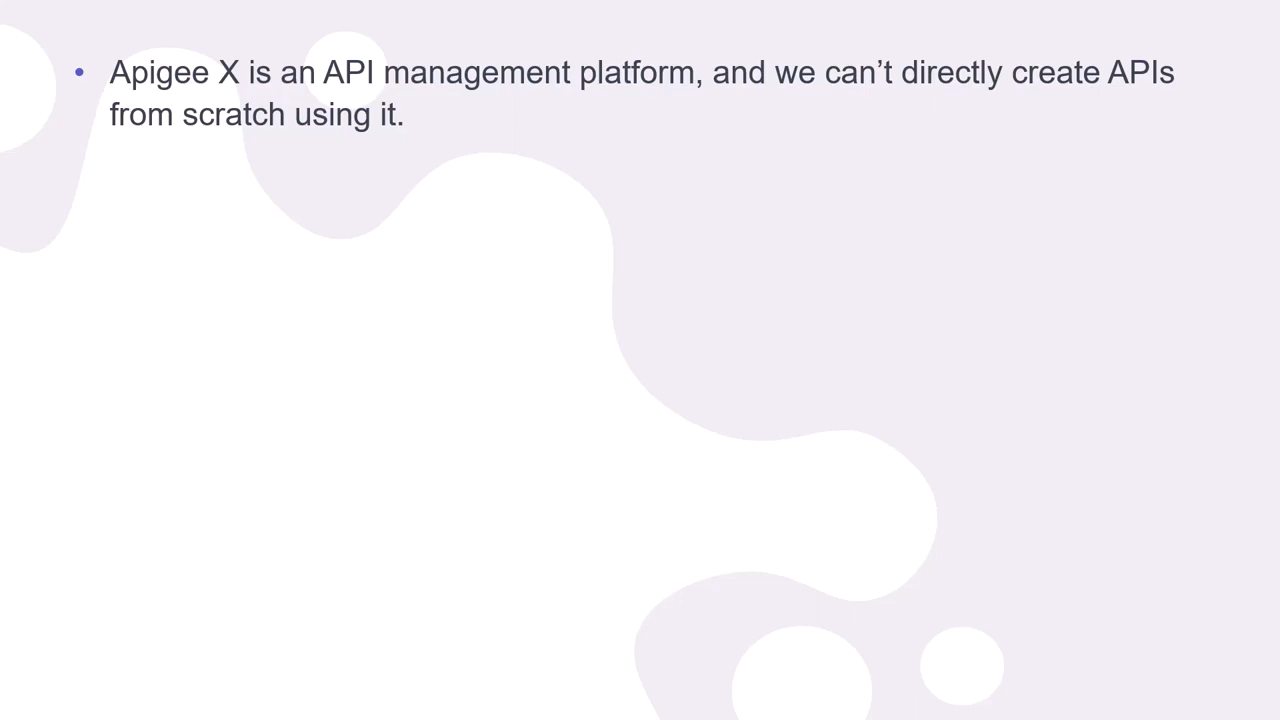 • Apigee X is an API management platform, and we can’t directly create APIs
from scratch using it.